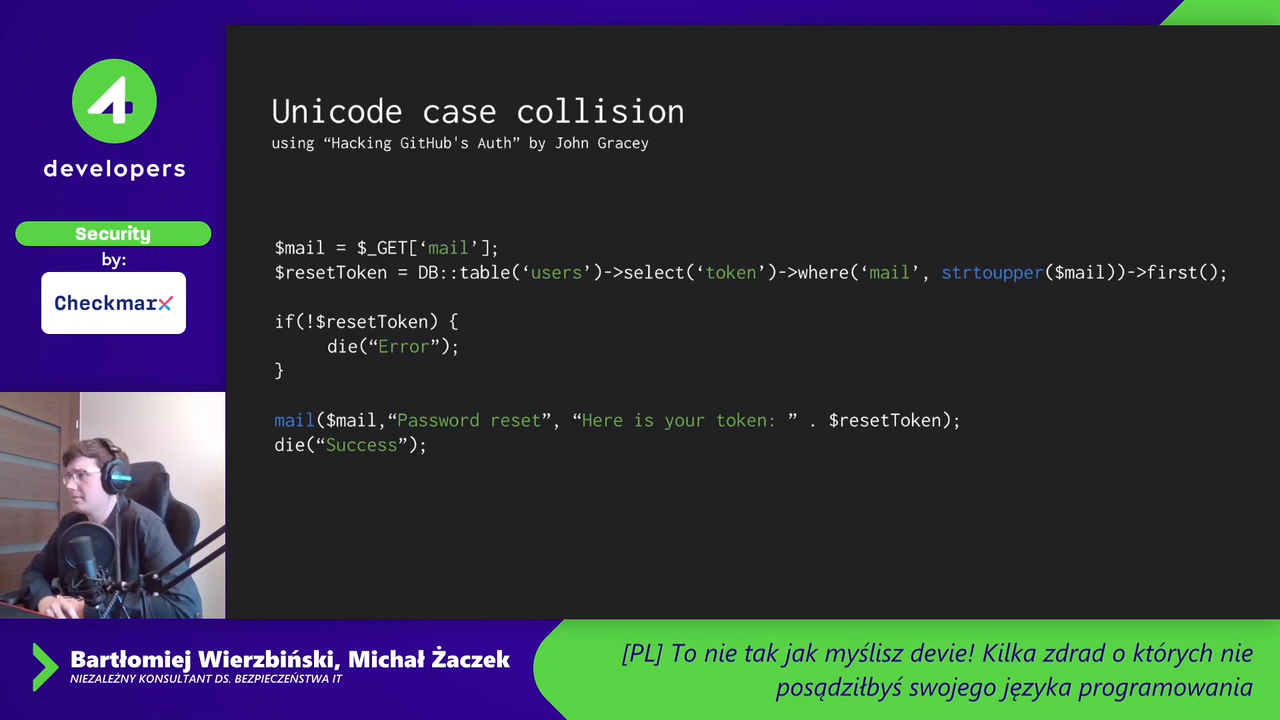 4
developers
Security
by:
Checkmarx
Unicode case collision
using “Hacking GitHub's Auth” by John Gracey
$mail = $_GET[‘mail’];
$resetToken = DB::table(‘users’)->select(‘token’)->where(‘mail’, strtoupper($mail))->first();
if(!$resetToken) {
die(“Error”);
}
mail($mail,“Password reset”, “Here is your token: ” . $resetToken);
die(“Success”);
Bartłomiej Wierzbiński, Michał Żaczek
NIEZALEŻNY KONSULTANT DS. BEZPIECZEŃSTWA IT
[PL] To nie tak jak myślisz devie! Kilka zdrad o których nie
posądziłbyś swojego języka programowania